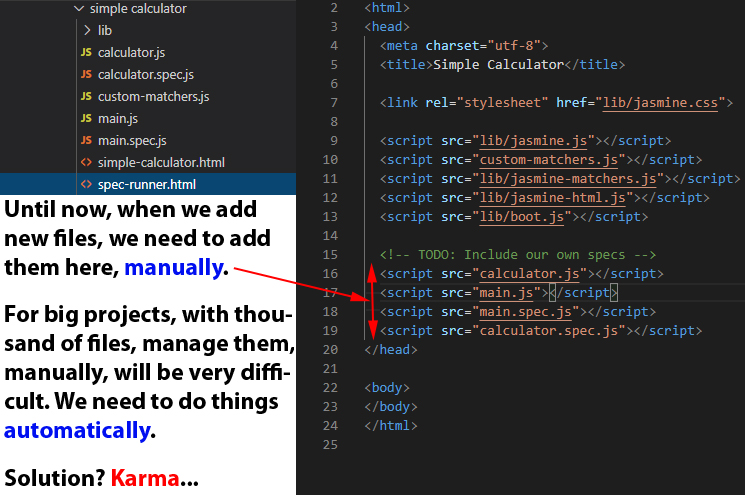 simple calculator
lib
JS calculator.js
JS calculator.spec.js
JS custom-matchers.js
JS main.js
JS main.spec.js
<> simple-calculator.html
<> spec-runner.html
Until now, when we add
new files, we need to add
them here, manually.
For big projects, with thou-
sand of files, manage them,
manually, will be very diffi-
cult. We need to do things
automatically.
Solution? Karma...
2 <html>
3 <head>
4 <meta charset="utf-8">
5 <title>Simple Calculator</title>
6
7 <link rel="stylesheet" href="lib/jasmine.css">
8
9 <script src="lib/jasmine.js"></script>
10 <script src="custom-matchers.js"></script>
11 <script src="lib/jasmine-matchers.js"></script>
12 <script src="lib/jasmine-html.js"></script>
13 <script src="lib/boot.js"></script>
14
15 <!-- TODO: Include our own specs -->
16 <script src="calculator.js"></script>
17 <script src="main.js"></script>
18 <script src="main.spec.js"></script>
19 <script src="calculator.spec.js"></script>
20 </head>
21
22 <body>
23 </body>
24 </html>
25